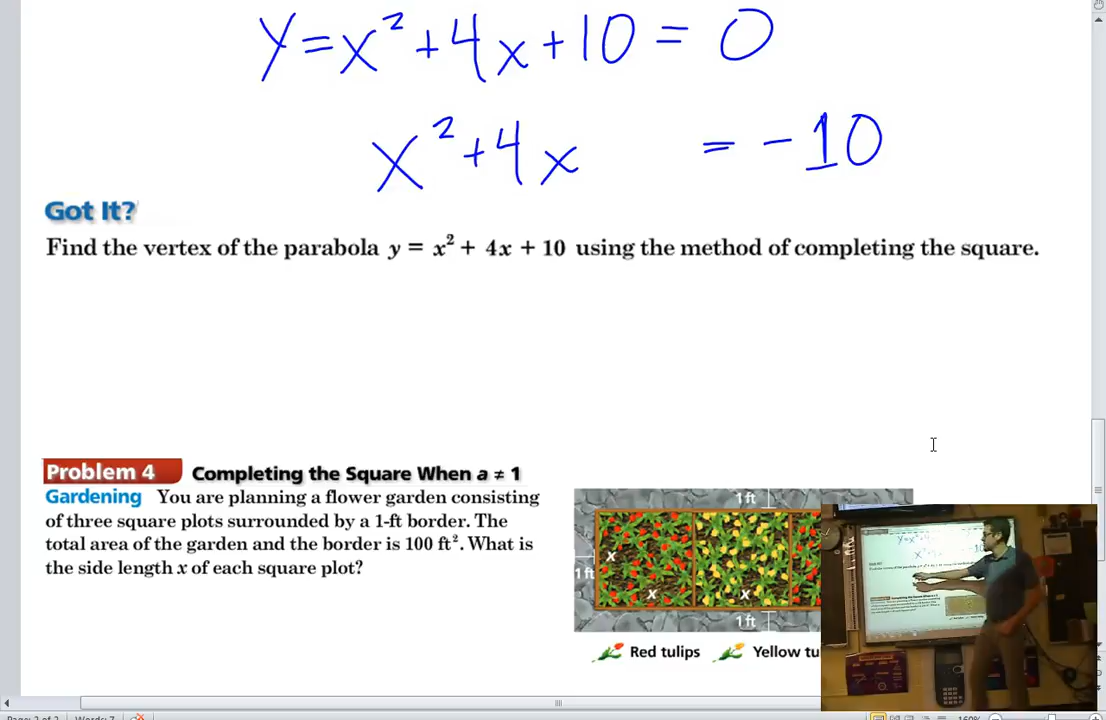 y=x²+4x+10 = 0
x²+4x = -10
Got It?
Find the vertex of the parabola y = x² + 4x + 10 using the method of completing the square.
Problem 4 Completing the Square When a ≠ 1
Gardening You are planning a flower garden consisting
of three square plots surrounded by a 1-ft border. The
total area of the garden and the border is 100 ft². What is
the side length x of each square plot?
1 ft
x
1 ft
x x
1 ft
Red tulips Yellow tu